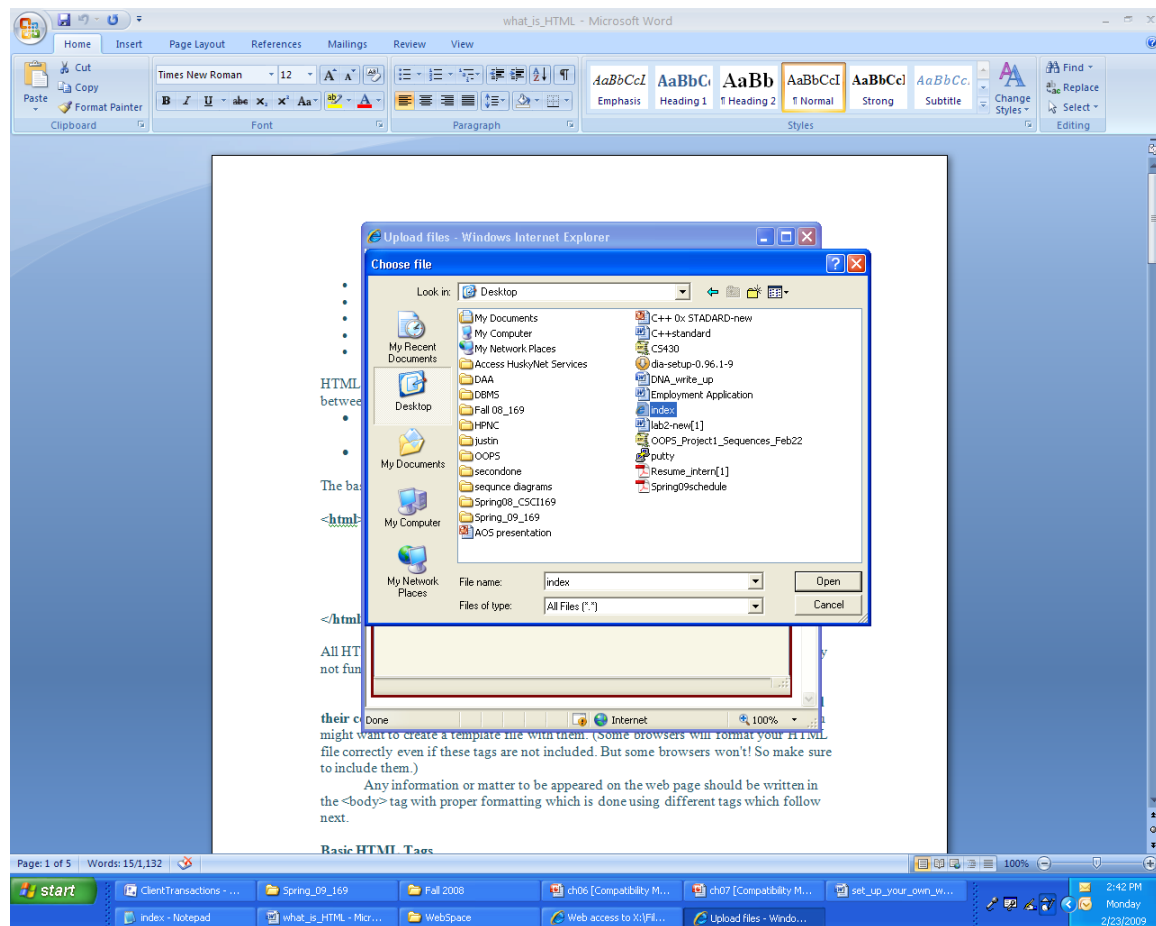 what_is_HTML - Microsoft Word
Home Insert Page Layout References Mailings Review View
Cut
Copy
Format Painter
Paste
Times New Roman 12
AaBbCcI AaBbC AaBb AaBbCcI AaBbCcI AaBbCc.
Emphasis Heading 1 ¶ Heading 2 ¶ Normal Strong Subtitle
Change Styles
Find
Replace
Select
Clipboard Font Paragraph Styles Editing
Upload files - Windows Internet Explorer
Choose file
Look in: Desktop
My Recent Documents
Desktop
My Documents
My Computer
My Network Places
My Documents
My Computer
My Network Places
Access HuskyNet Services
DAA
DBMS
Fall 08_169
HPNC
justin
OOPS
secondone
sequnce diagrams
Spring08_CSCI169
Spring_09_169
AOS presentation
C++ 0x STADARD-new
C++standard
CS430
dia-setup-0.96.1-9
DNA_write_up
Employment Application
index
lab2-new[1]
OOPS_Project1_Sequences_Feb22
putty
Resume_intern[1]
Spring09schedule
File name: index Open
Files of type: All Files (*.*) Cancel
HTML
betwee
The bas
<html>
</html
All HT y
not fun
their co
Done Internet 100%
might want to create a template file with them. (Some browsers will format your HTML
file correctly even if these tags are not included. But some browsers won't! So make sure
to include them.)
Any information or matter to be appeared on the web page should be written in
the <body> tag with proper formatting which is done using different tags which follow
next.
Basic HTML Tags
Page: 1 of 5 Words: 15/1,132 100%
start ClientTransactions - ... Spring_09_169 Fall 2008 ch06 [Compatibility M... ch07 [Compatibility M... set_up_your_own_w... 2:42 PM
Monday
index - Notepad what_is_HTML - Micr... WebSpace Web access to X:\Fil... Upload files - Windo... 2/23/2009